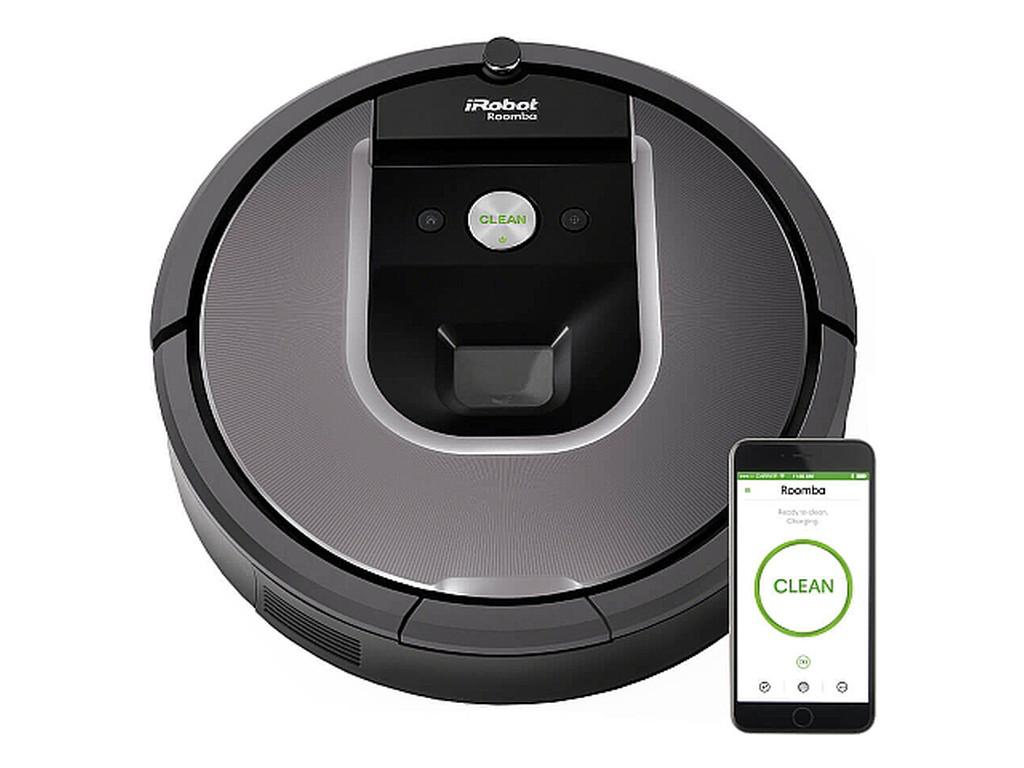 iRobot
Roomba
CLEAN
Roomba
Ready to clean.
Charging.
CLEAN